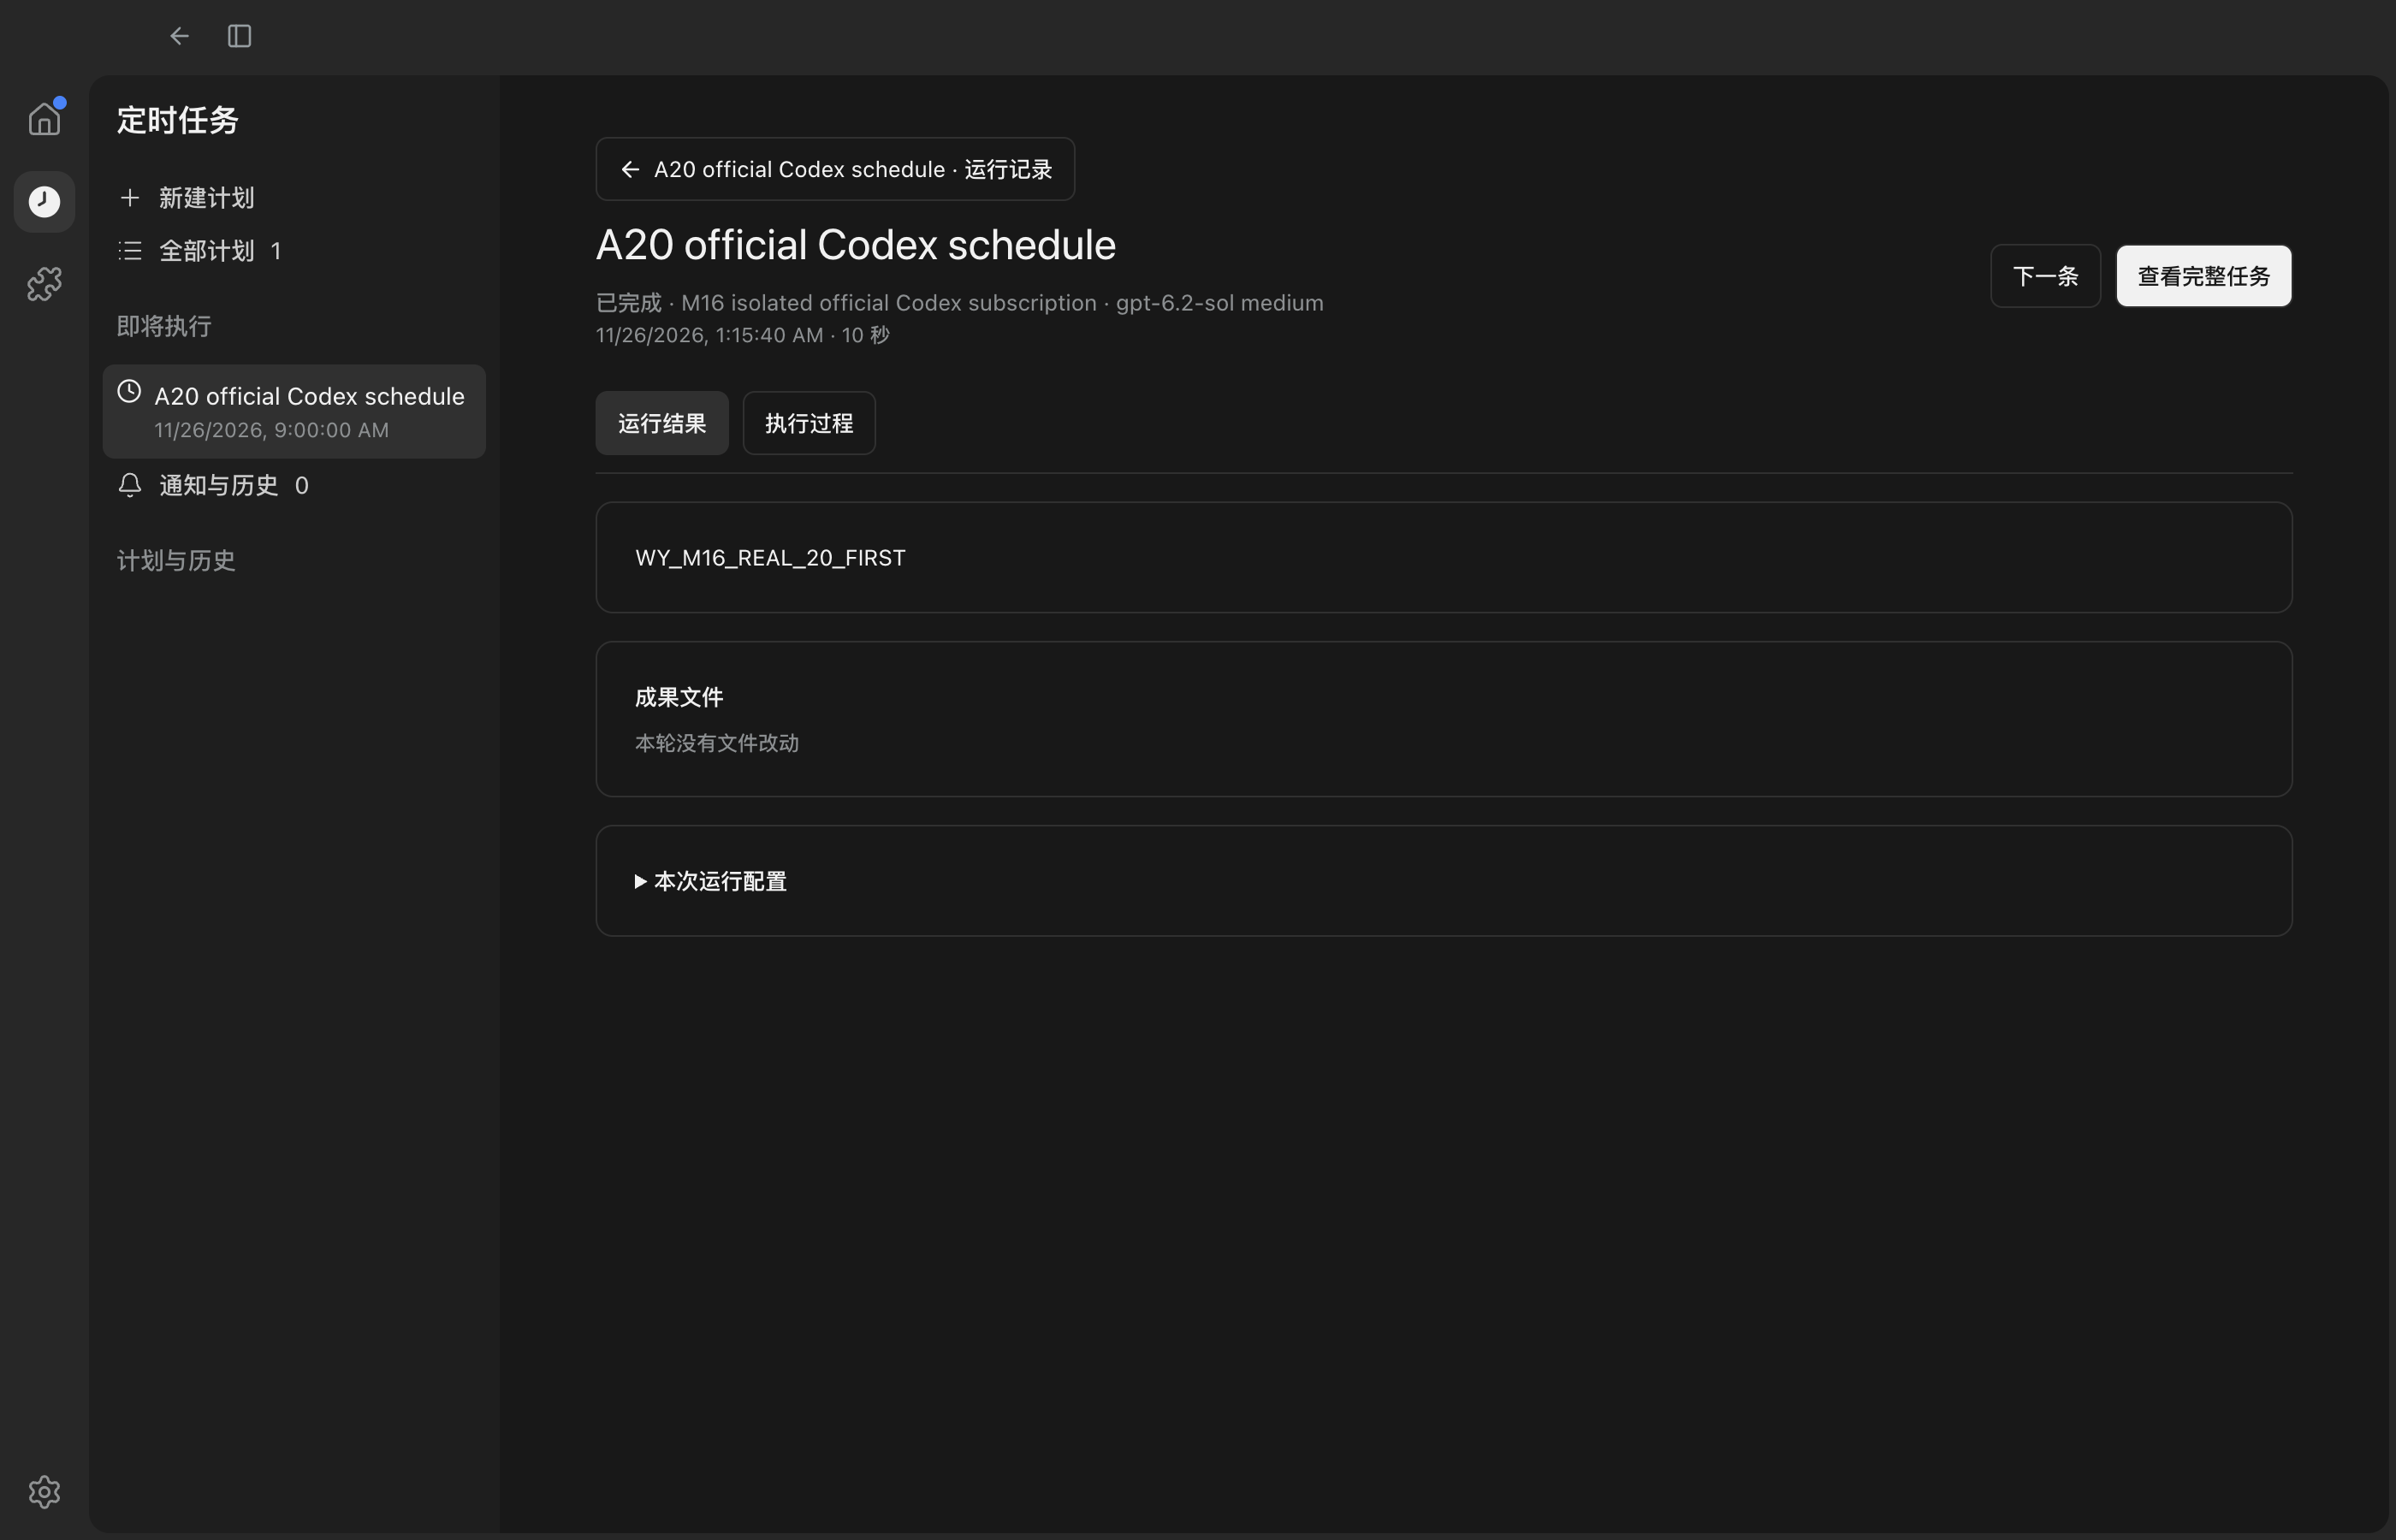 定时任务
新建计划
全部计划 1
即将执行
A20 official Codex schedule
11/26/2026, 9:00:00 AM
通知与历史 0
计划与历史
A20 official Codex schedule · 运行记录
A20 official Codex schedule
已完成 · M16 isolated official Codex subscription · gpt-6.2-sol medium
11/26/2026, 1:15:40 AM · 10 秒
下一条
查看完整任务
运行结果
执行过程
WY_M16_REAL_20_FIRST
成果文件
本轮没有文件改动
本次运行配置